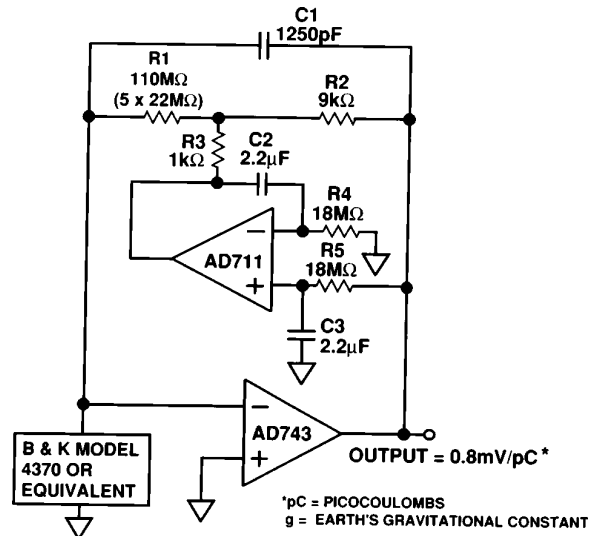 C1
1250pF
R1
110MΩ
(5 x 22MΩ)
R2
9kΩ
R3
1kΩ
C2
2.2μF
R4
18MΩ
−
AD711
+
R5
18MΩ
C3
2.2μF
−
AD743
+
B & K MODEL
4370 OR
EQUIVALENT
OUTPUT = 0.8mV/pC*
*pC = PICOCOULOMBS
g = EARTH'S GRAVITATIONAL CONSTANT